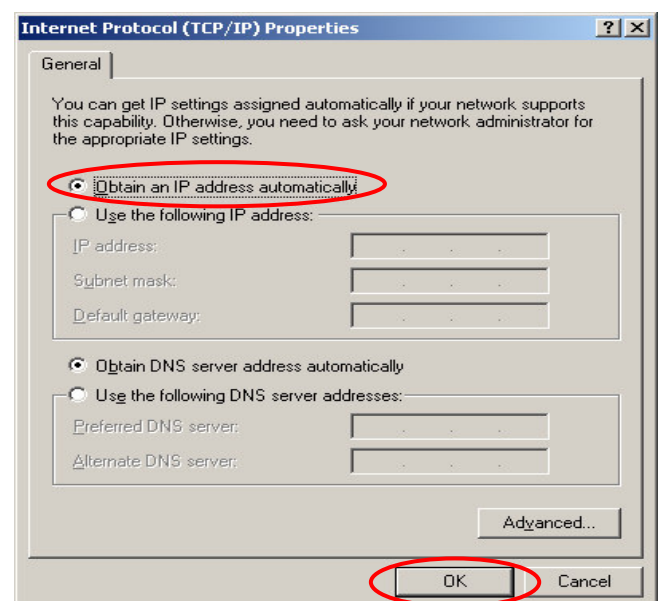 Internet Protocol (TCP/IP) Properties
? X
General
You can get IP settings assigned automatically if your network supports
this capability. Otherwise, you need to ask your network administrator for
the appropriate IP settings.
Obtain an IP address automatically
Use the following IP address:
IP address:
Subnet mask:
Default gateway:
Obtain DNS server address automatically
Use the following DNS server addresses:
Preferred DNS server:
Alternate DNS server:
Advanced...
OK Cancel